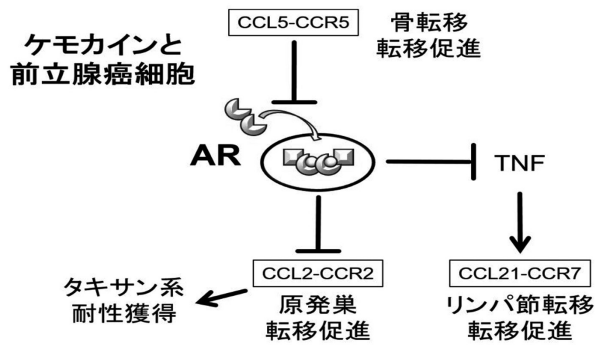 ケモカインと
前立腺癌細胞
CCL5-CCR5
骨転移
転移促進
AR
TNF
CCL2-CCR2
原発巣
転移促進
タキサン系
耐性獲得
CCL21-CCR7
リンパ節転移
転移促進